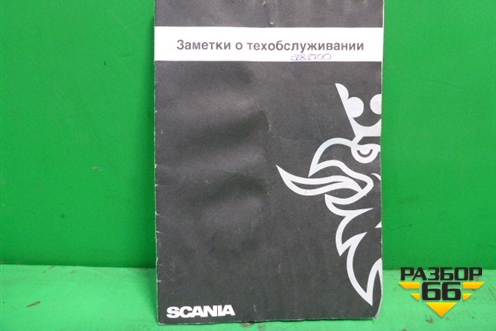 Заметки о техобслуживании
SCANIA
РАЗБОР
66